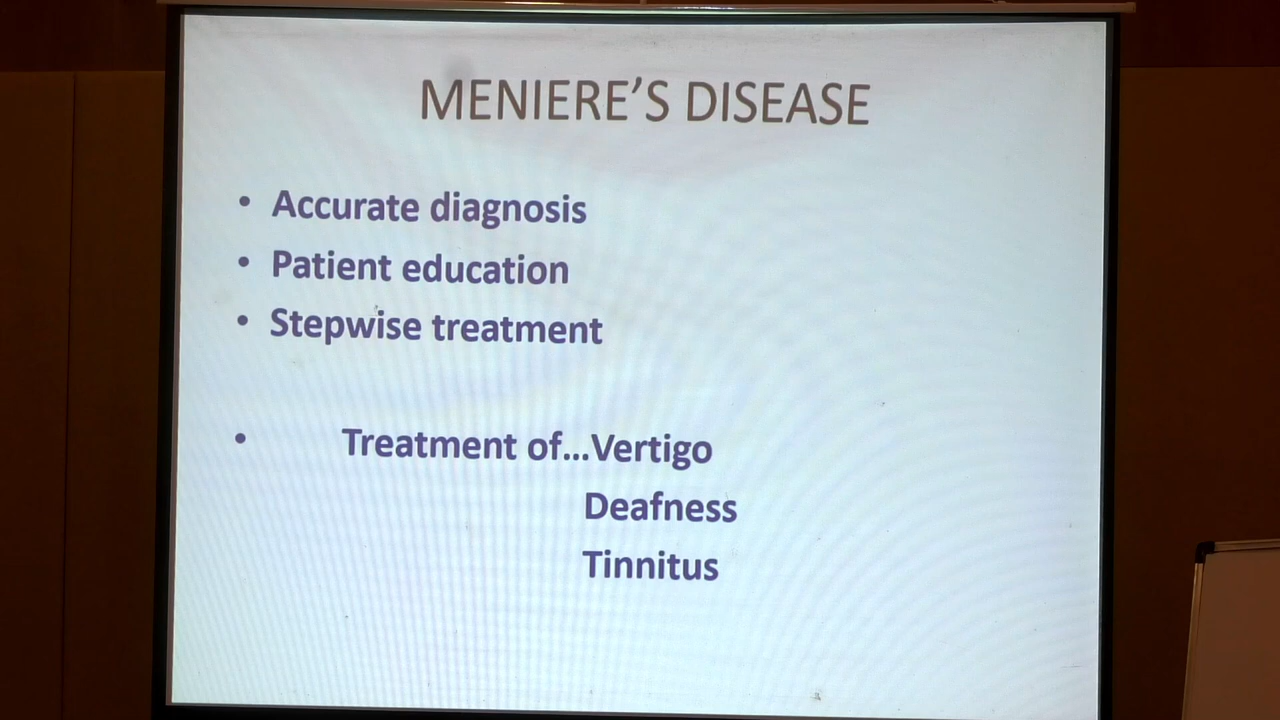 MENIERE’S DISEASE
• Accurate diagnosis
• Patient education
• Stepwise treatment
• Treatment of...Vertigo
Deafness
Tinnitus